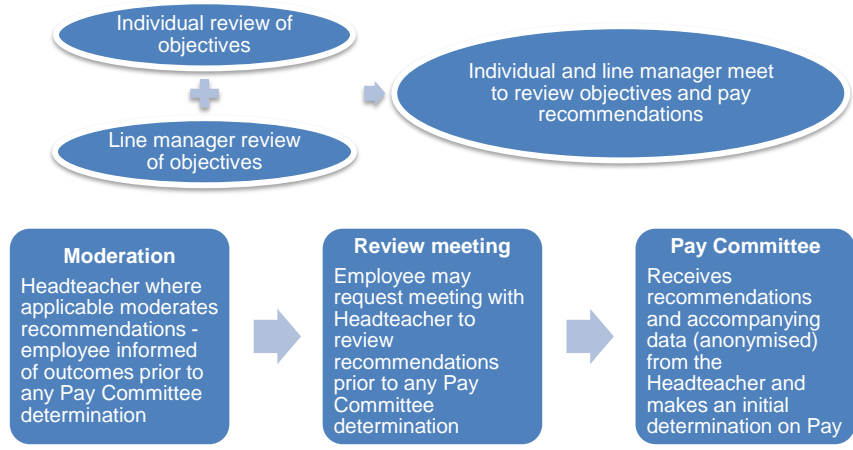 Individual review of
objectives
Line manager review
of objectives
Individual and line manager meet
to review objectives and pay
recommendations
Moderation
Headteacher where
applicable moderates
recommendations -
employee informed
of outcomes prior to
any Pay Committee
determination
Review meeting
Employee may
request meeting with
Headteacher to
review
recommendations
prior to any Pay
Committee
determination
Pay Committee
Receives
recommendations
and accompanying
data (anonymised)
from the
Headteacher and
makes an initial
determination on Pay